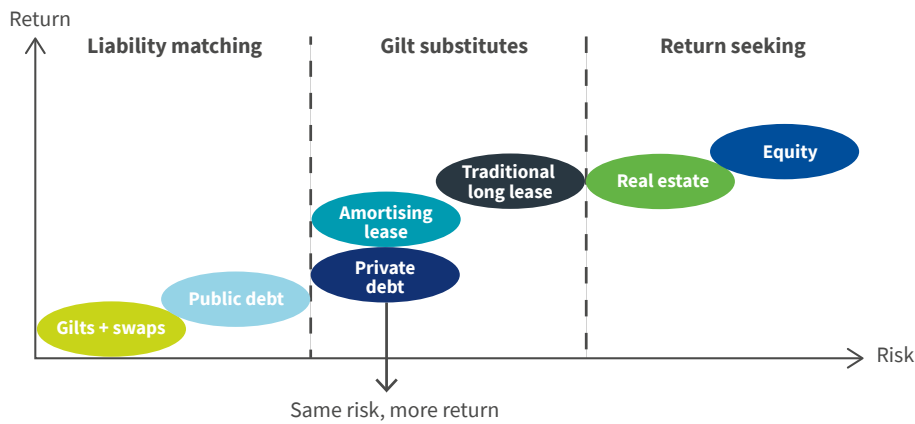 Return
Liability matching
Gilt substitutes
Return seeking
Equity
Traditional
long lease
Real estate
Amortising
lease
Private
debt
Public debt
Gilts + swaps
Risk
Same risk, more return